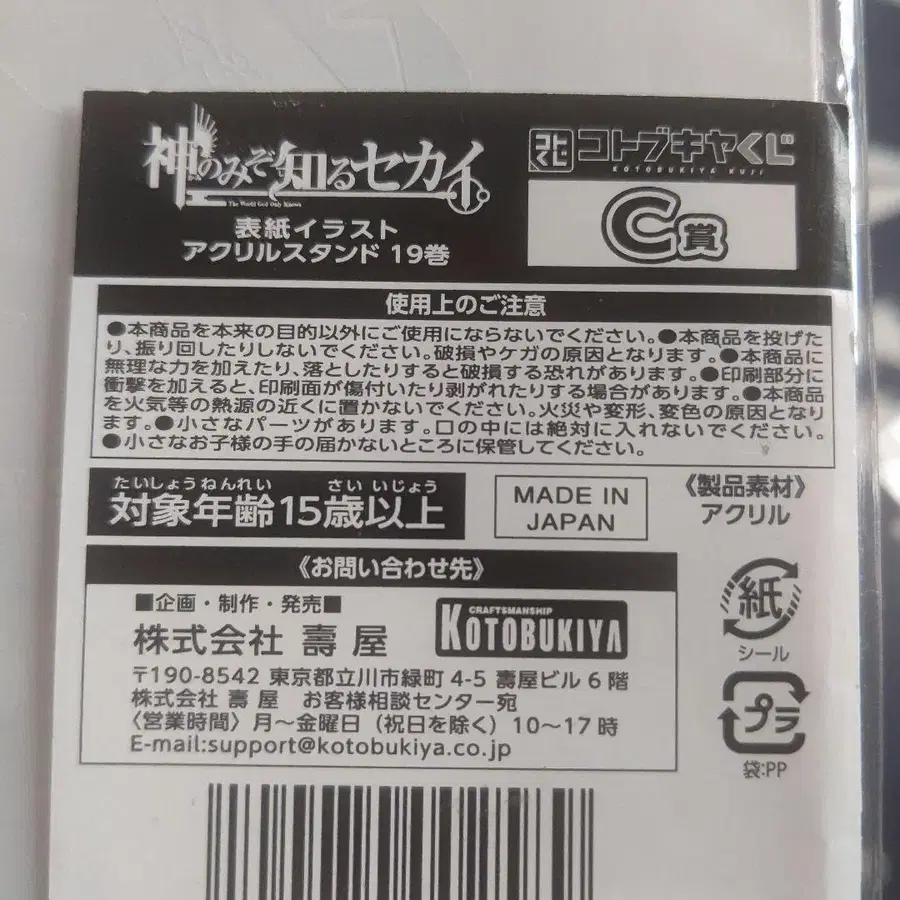 神のみぞ知るセカイ
The World God Only Knows
表紙イラスト
アクリルスタンド 19巻
コトくじ
コトブキヤくじ
KOTOBUKIYA KUJI
C賞
使用上のご注意
●本商品を本来の目的以外にご使用にならないでください。●本商品を投げた
り、振り回したりしないでください。破損やケガの原因となります。●本商品に
無理な力を加えたり、落としたりすると破損する恐れがあります。●印刷部分に
衝撃を加えると、印刷面が傷付いたり剥がれたりする場合があります。●本商品
を火気等の熱源の近くに置かないでください。火災や変形、変色の原因となり
ます。●小さなパーツがあります。口の中には絶対に入れないでください。
●小さなお子様の手の届かないところに保管してください。
たいしょうねんれい さい いじょう
対象年齢15歳以上
MADE IN
JAPAN
《製品素材》
アクリル
《お問い合わせ先》
■企画・制作・発売■
株式会社 壽屋
CRAFTSMANSHIP
KOTOBUKIYA
〒190-8542 東京都立川市緑町 4-5 壽屋ビル 6 階
株式会社 壽屋 お客様相談センター宛
〈営業時間〉月～金曜日（祝日を除く）10～17時
E-mail:support@kotobukiya.co.jp
紙
シール
プラ
袋:PP